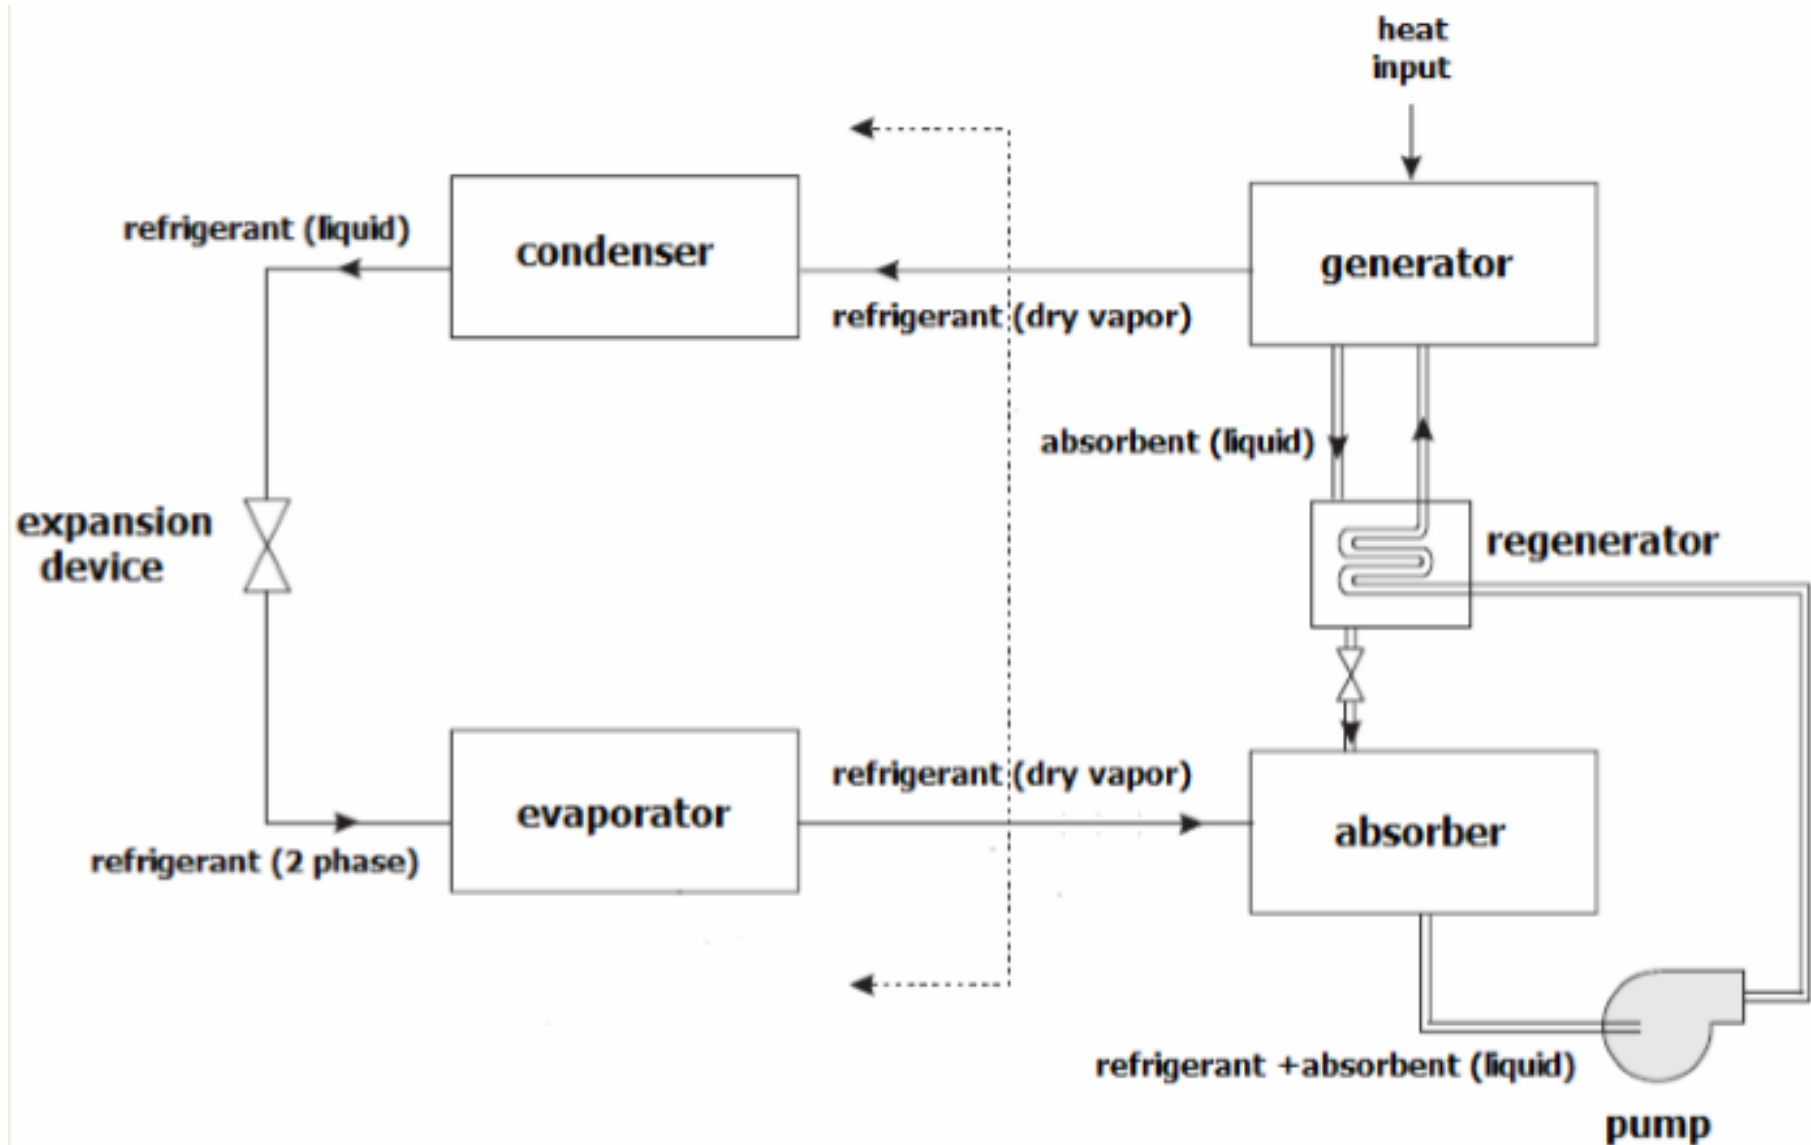 heat
input
refrigerant (liquid)
condenser
generator
refrigerant (dry vapor)
absorbent (liquid)
expansion
device
regenerator
refrigerant (dry vapor)
evaporator
absorber
refrigerant (2 phase)
refrigerant +absorbent (liquid)
pump